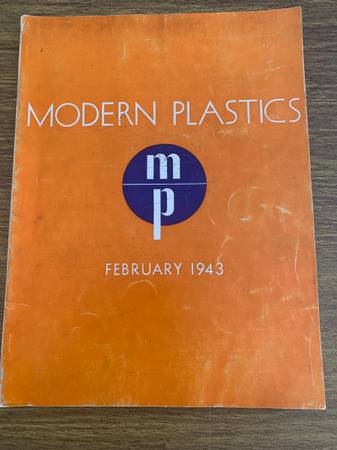 MODERN PLASTICS
m
p
FEBRUARY 1943